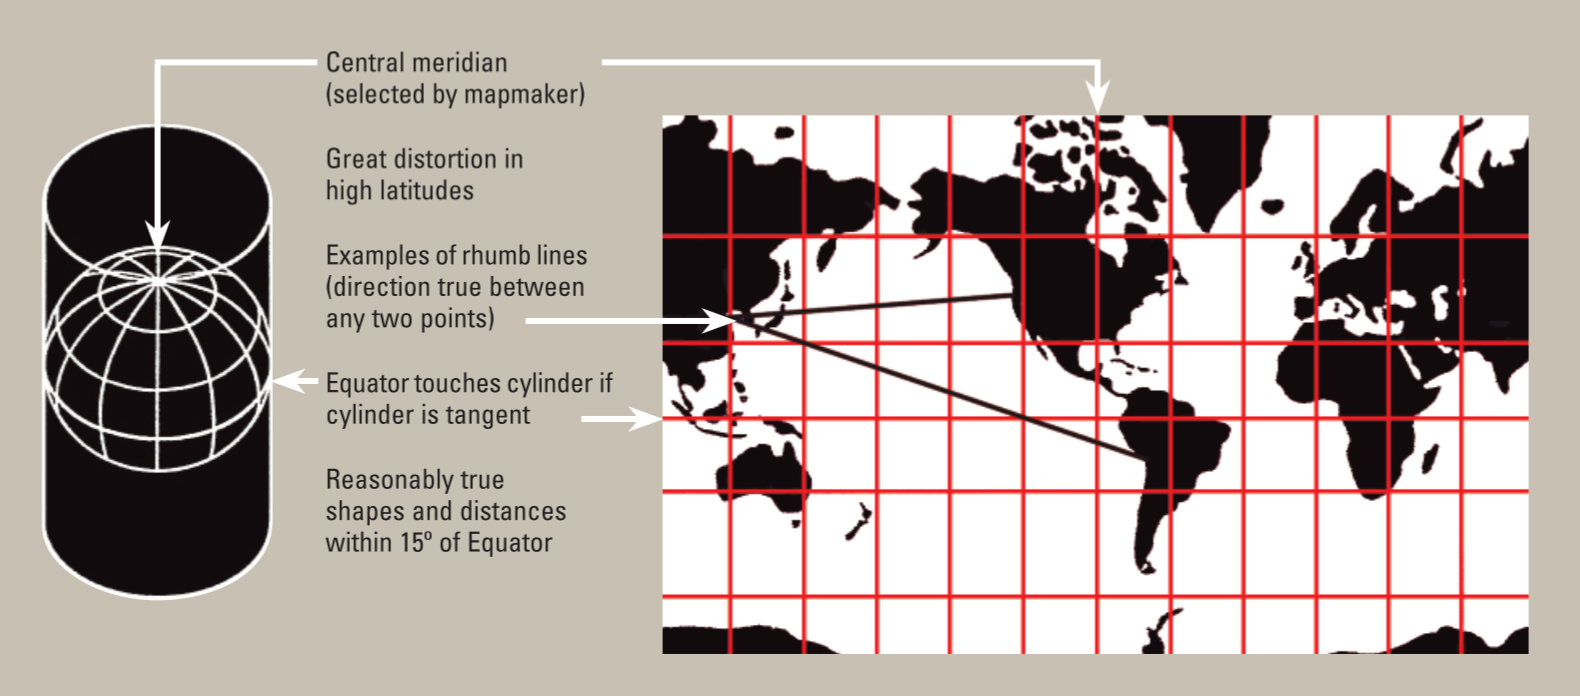 Central meridian
(selected by mapmaker)
Great distortion in
high latitudes
Examples of rhumb lines
(direction true between
any two points)
Equator touches cylinder if
cylinder is tangent
Reasonably true
shapes and distances
within 15º of Equator